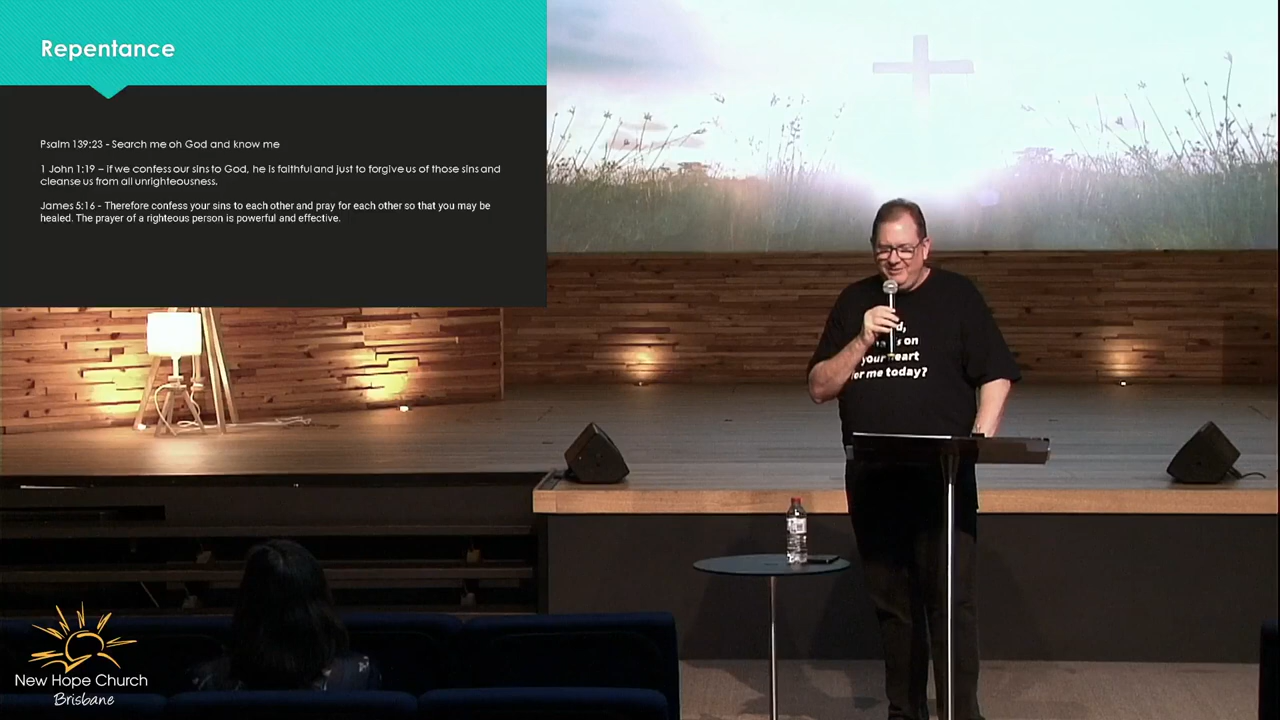 Repentance
Psalm 139:23 - Search me oh God and know me
1 John 1:19 – if we confess our sins to God, he is faithful and just to forgive us of those sins and
cleanse us from all unrighteousness.
James 5:16 - Therefore confess your sins to each other and pray for each other so that you may be
healed. The prayer of a righteous person is powerful and effective.
on
your heart
me today?
New Hope Church
Brisbane